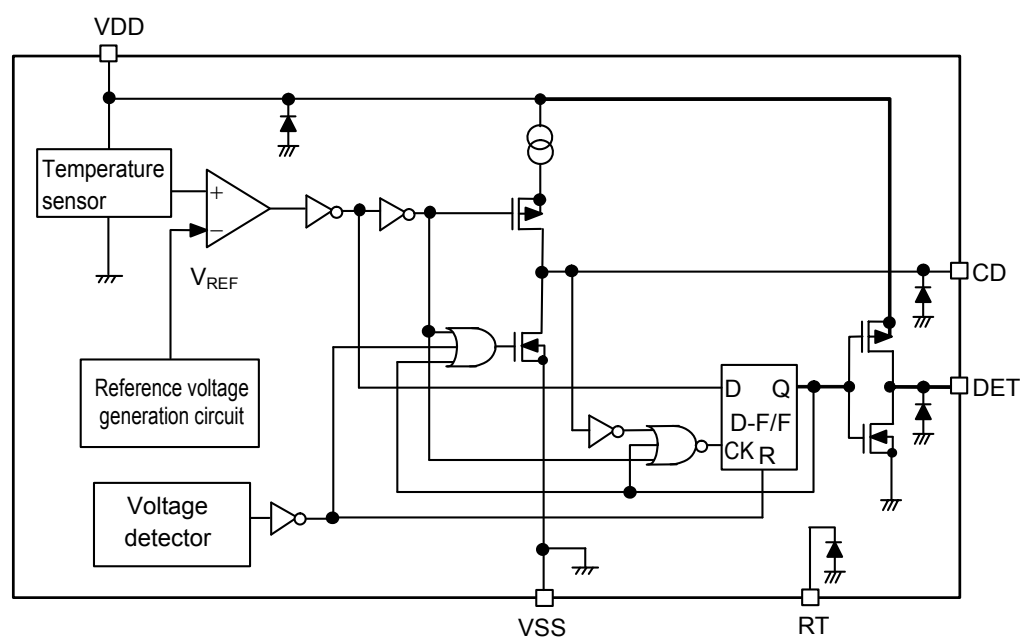 VDD
Temperature
sensor
+
−
VREF
CD
Reference voltage
generation circuit
D Q
D-F/F
CK R
DET
Voltage
detector
VSS
RT